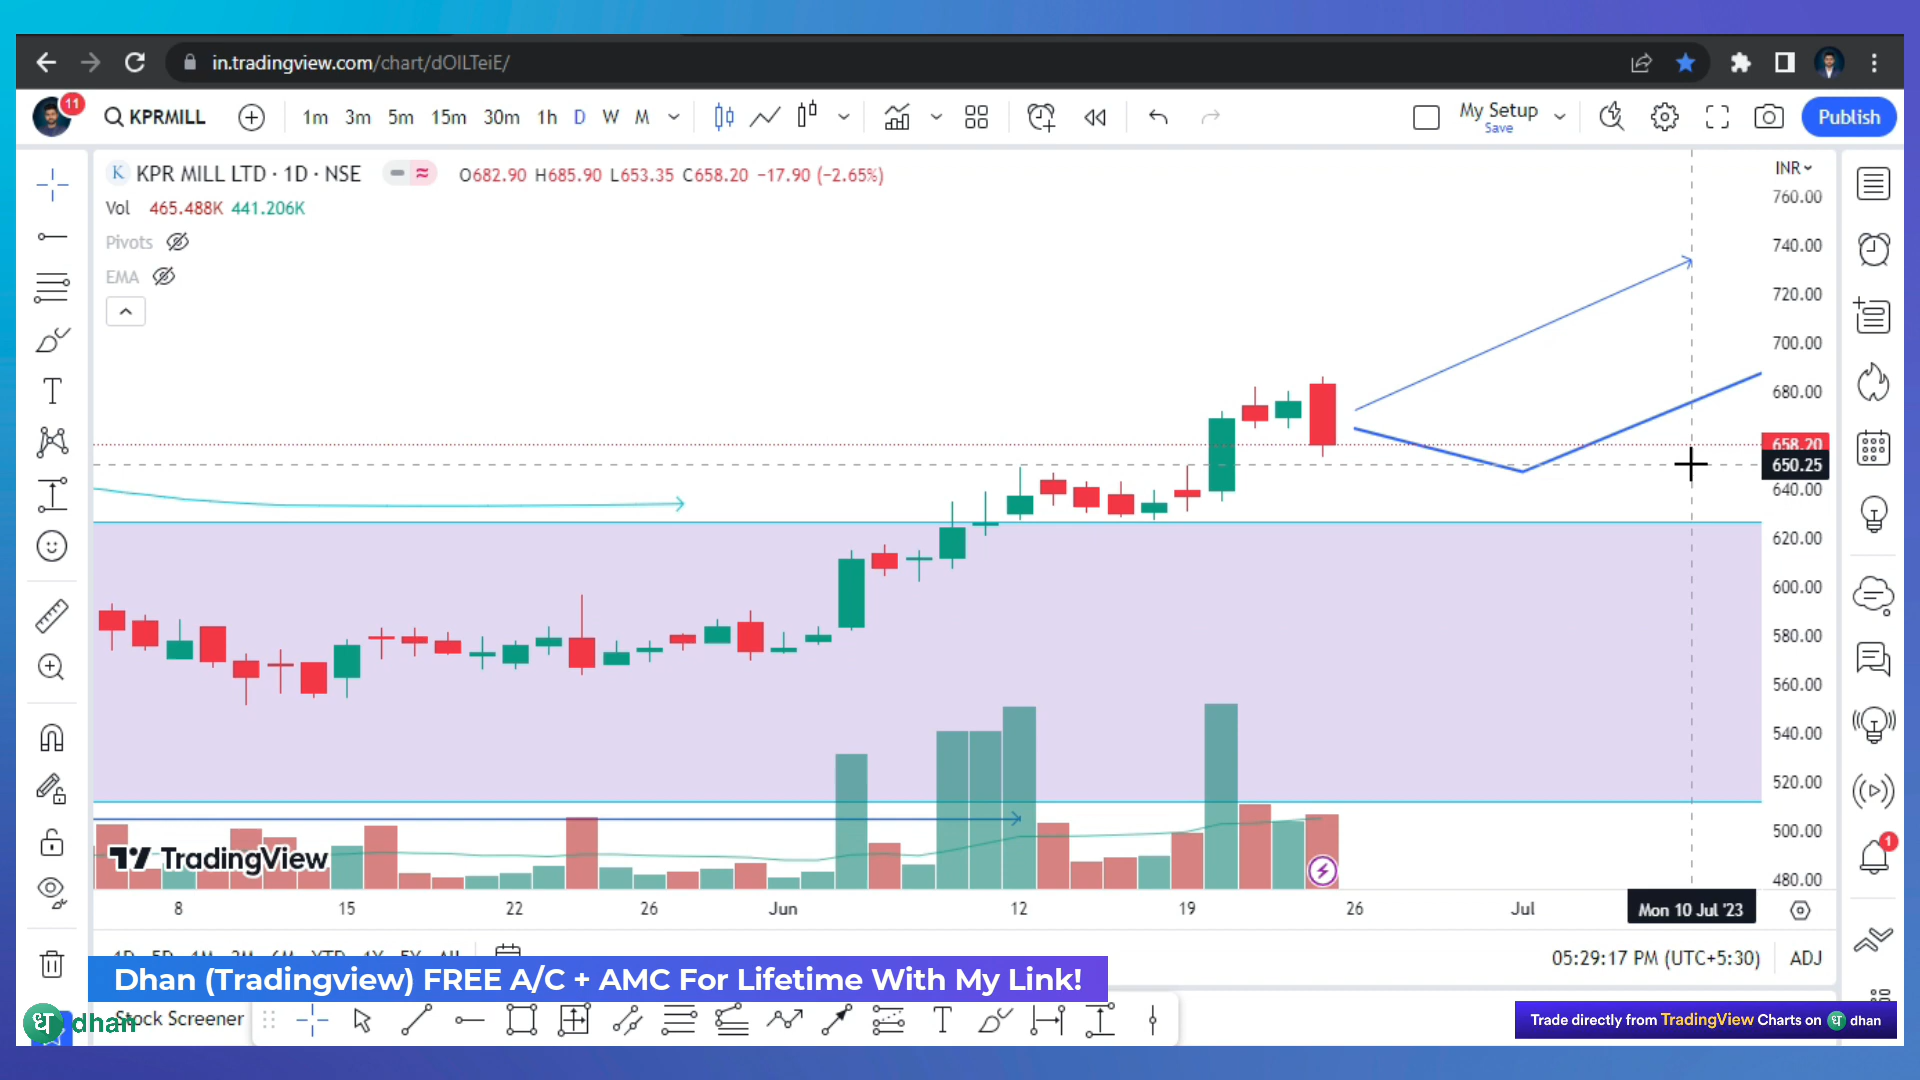 in.tradingview.com/chart/dOILTeiE/
11
KPRMILL 1m 3m 5m 15m 30m 1h D W M My Setup Save Publish
K KPR MILL LTD · 1D · NSE O682.90 H685.90 L653.35 C658.20 −17.90 (−2.65%)
INR
Vol 465.488K 441.206K
Pivots
EMA
760.00
740.00
720.00
700.00
680.00
658.20
650.25
640.00
620.00
600.00
580.00
560.00
540.00
520.00
500.00
480.00
1
TradingView
8 15 22 26 Jun 12 19 26 Jul Mon 10 Jul '23
05:29:17 PM (UTC+5:30) ADJ
Dhan (Tradingview) FREE A/C + AMC For Lifetime With My Link!
dhan
Stock Screener
T
Trade directly from TradingView Charts on ध dhan